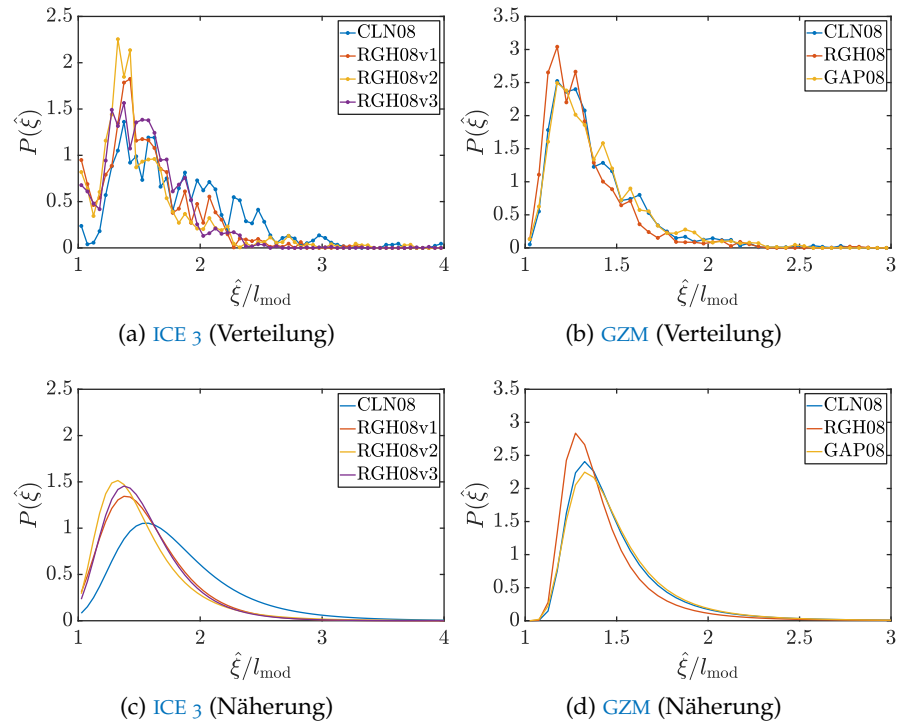 2.5
2
1.5
1
0.5
0
P(ξ̂)
1 2 3 4
ξ̂/l_mod
CLN08
RGH08v1
RGH08v2
RGH08v3
(a) ICE 3 (Verteilung)
3.5
3
2.5
2
1.5
1
0.5
0
P(ξ̂)
1 1.5 2 2.5 3
ξ̂/l_mod
CLN08
RGH08
GAP08
(b) GZM (Verteilung)
2.5
2
1.5
1
0.5
0
P(ξ̂)
1 2 3 4
ξ̂/l_mod
CLN08
RGH08v1
RGH08v2
RGH08v3
(c) ICE 3 (Näherung)
3.5
3
2.5
2
1.5
1
0.5
0
P(ξ̂)
1 1.5 2 2.5 3
ξ̂/l_mod
CLN08
RGH08
GAP08
(d) GZM (Näherung)